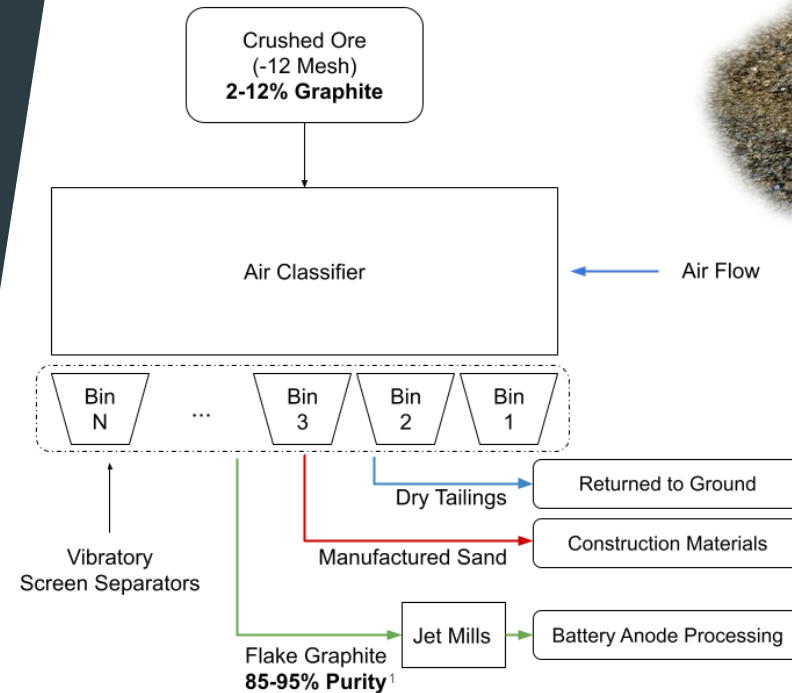 Crushed Ore
(-12 Mesh)
2-12% Graphite
Air Classifier
Air Flow
Bin
N
...
Bin
3
Bin
2
Bin
1
Dry Tailings
Returned to Ground
Manufactured Sand
Construction Materials
Vibratory
Screen Separators
Jet Mills
Battery Anode Processing
Flake Graphite
85-95% Purity¹